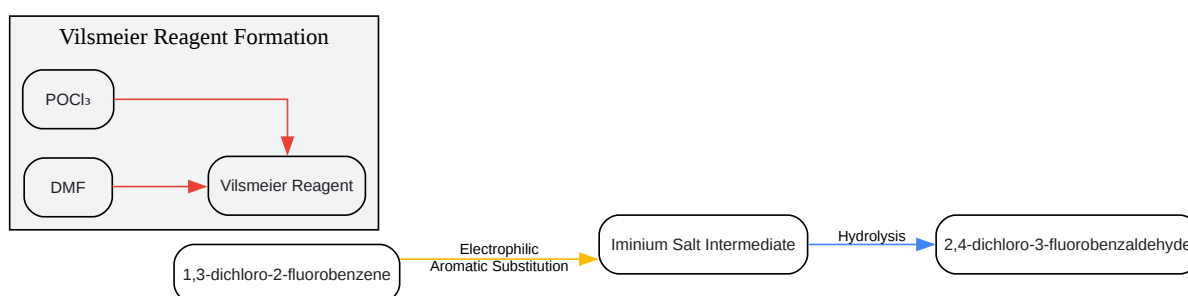 Vilsmeier Reagent Formation
POCl₃
DMF
Vilsmeier Reagent
1,3-dichloro-2-fluorobenzene
Electrophilic
Aromatic Substitution
Iminium Salt Intermediate
Hydrolysis
2,4-dichloro-3-fluorobenzaldehyde